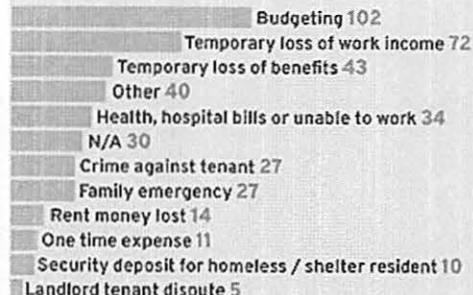 Budgeting 102
Temporary loss of work income 72
Temporary loss of benefits 43
Other 40
Health, hospital bills or unable to work 34
N/A 30
Crime against tenant 27
Family emergency 27
Rent money lost 14
One time expense 11
Security deposit for homeless / shelter resident 10
Landlord tenant dispute 5